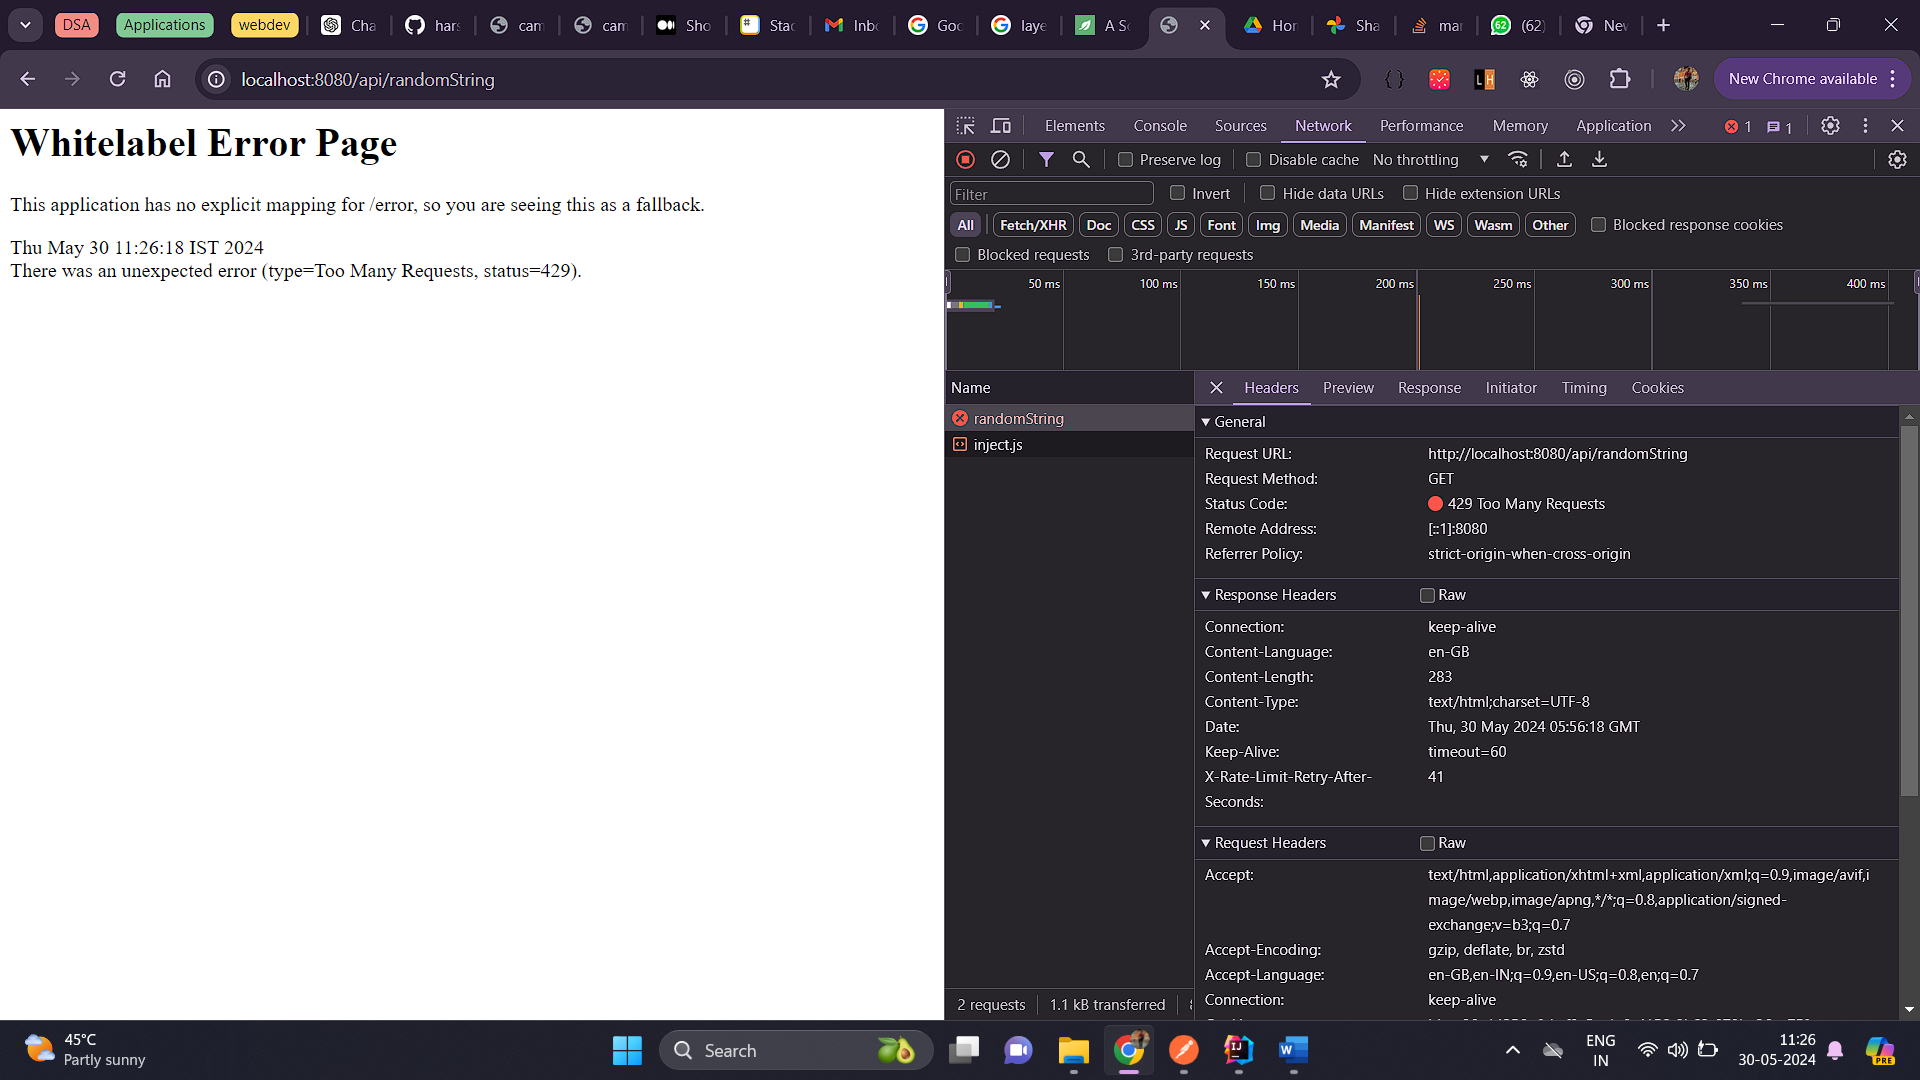 DSA
Applications
webdev
Cha
hars
cam
cam
Sho
Stac
Inbo
Goo
laye
A So
Hom
Sha
mar
(62)
New
localhost:8080/api/randomString
New Chrome available
Whitelabel Error Page
This application has no explicit mapping for /error, so you are seeing this as a fallback.
Thu May 30 11:26:18 IST 2024
There was an unexpected error (type=Too Many Requests, status=429).
Elements Console Sources Network Performance Memory Application 1 1
Preserve log Disable cache No throttling
Filter Invert Hide data URLs Hide extension URLs
All Fetch/XHR Doc CSS JS Font Img Media Manifest WS Wasm Other Blocked response cookies
Blocked requests 3rd-party requests
50 ms 100 ms 150 ms 200 ms 250 ms 300 ms 350 ms 400 ms
Name
randomString
inject.js
Headers Preview Response Initiator Timing Cookies
General
Request URL: http://localhost:8080/api/randomString
Request Method: GET
Status Code: 429 Too Many Requests
Remote Address: [::1]:8080
Referrer Policy: strict-origin-when-cross-origin
Response Headers Raw
Connection: keep-alive
Content-Language: en-GB
Content-Length: 283
Content-Type: text/html;charset=UTF-8
Date: Thu, 30 May 2024 05:56:18 GMT
Keep-Alive: timeout=60
X-Rate-Limit-Retry-After- 41
Seconds:
Request Headers Raw
Accept: text/html,application/xhtml+xml,application/xml;q=0.9,image/avif,i
mage/webp,image/apng,*/*;q=0.8,application/signed-
exchange;v=b3;q=0.7
Accept-Encoding: gzip, deflate, br, zstd
Accept-Language: en-GB,en-IN;q=0.9,en-US;q=0.8,en;q=0.7
Connection: keep-alive
2 requests 1.1 kB transferred
45°C
Partly sunny
Search
ENG
IN
11:26
30-05-2024